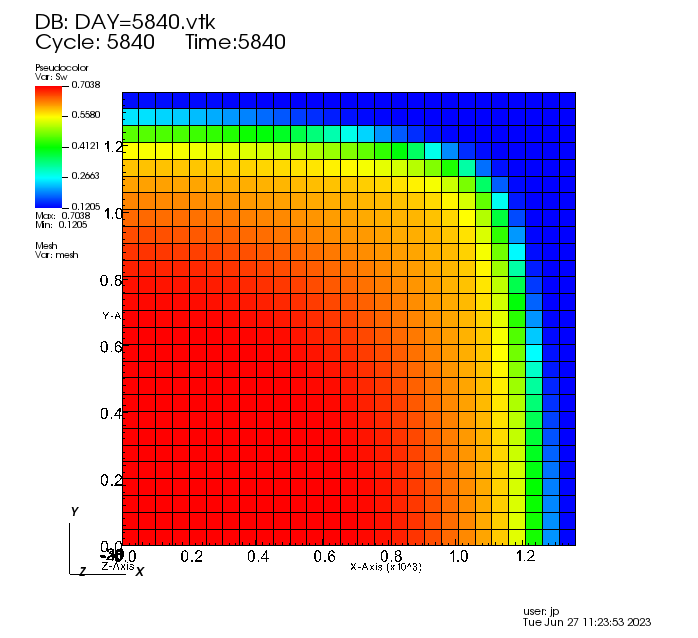 DB: DAY=5840.vtk
Cycle: 5840 Time:5840
Pseudocolor
Var: Sw
0.7038
0.5580
0.4121
0.2663
0.1205
Max: 0.7038
Min: 0.1205
Mesh
Var: mesh
1.2
1.0
0.8
Y-A
0.6
0.4
0.2
0.0
0.0 0.2 0.4 0.6 0.8 1.0 1.2
Z-Axis
X-Axis (x10^3)
Y
Z X
user: jp
Tue Jun 27 11:23:53 2023